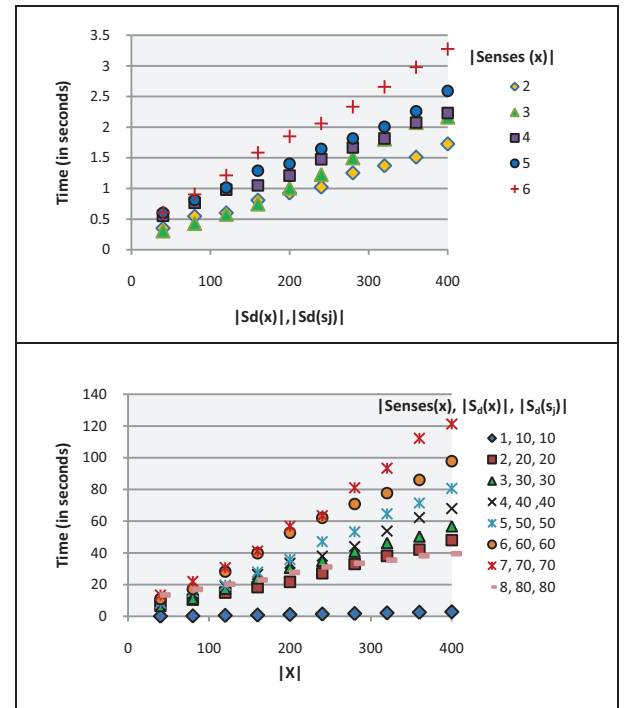 3.5
3
2.5
2
1.5
1
0.5
0
Time (in seconds)
0 100 200 300 400
|Sd(x)|,|Sd(sj)|
|Senses (x)|
2
3
4
5
6
140
120
100
80
60
40
20
0
Time (in seconds)
0 100 200 300 400
|X|
|Senses(x), |Sd(x)|, |Sd(sj)|
1, 10, 10
2, 20, 20
3, 30, 30
4, 40 ,40
5, 50, 50
6, 60, 60
7, 70, 70
8, 80, 80